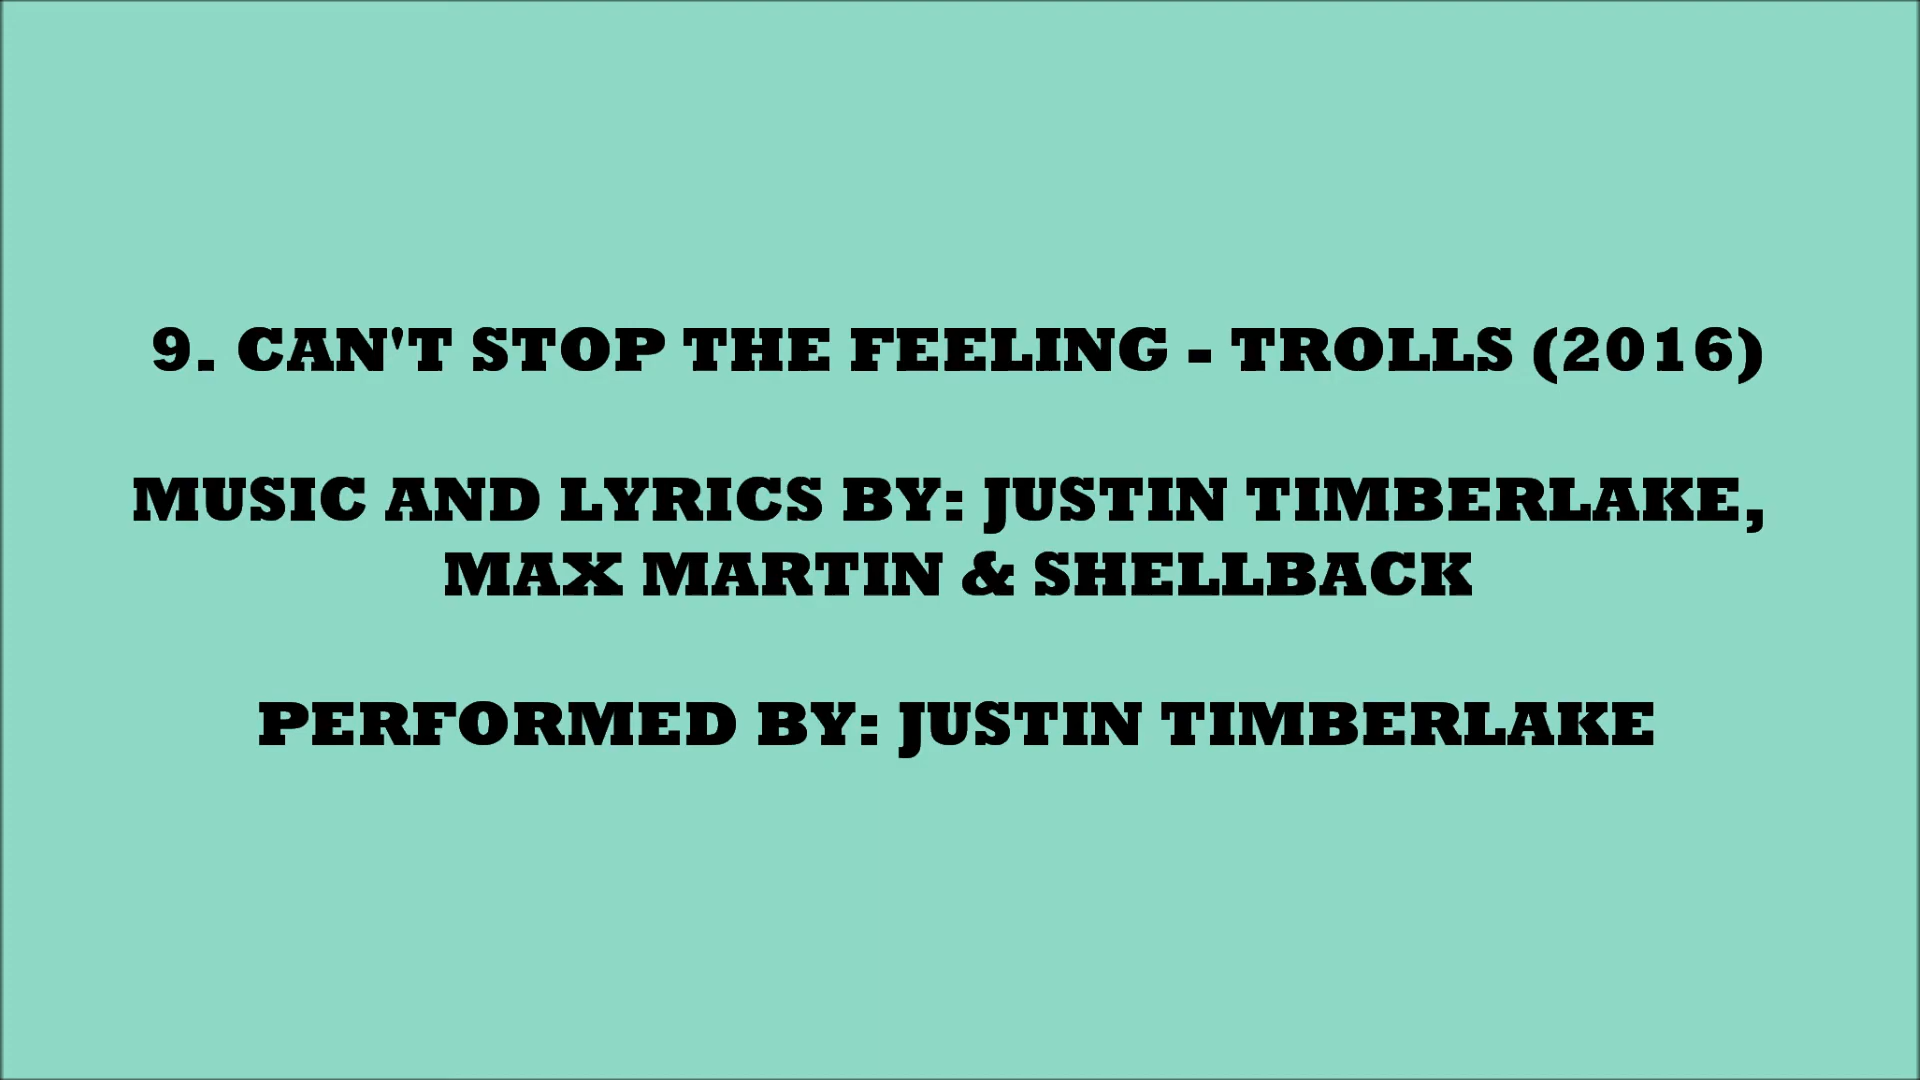 9. CAN'T STOP THE FEELING - TROLLS (2016)
MUSIC AND LYRICS BY: JUSTIN TIMBERLAKE,
MAX MARTIN & SHELLBACK
PERFORMED BY: JUSTIN TIMBERLAKE